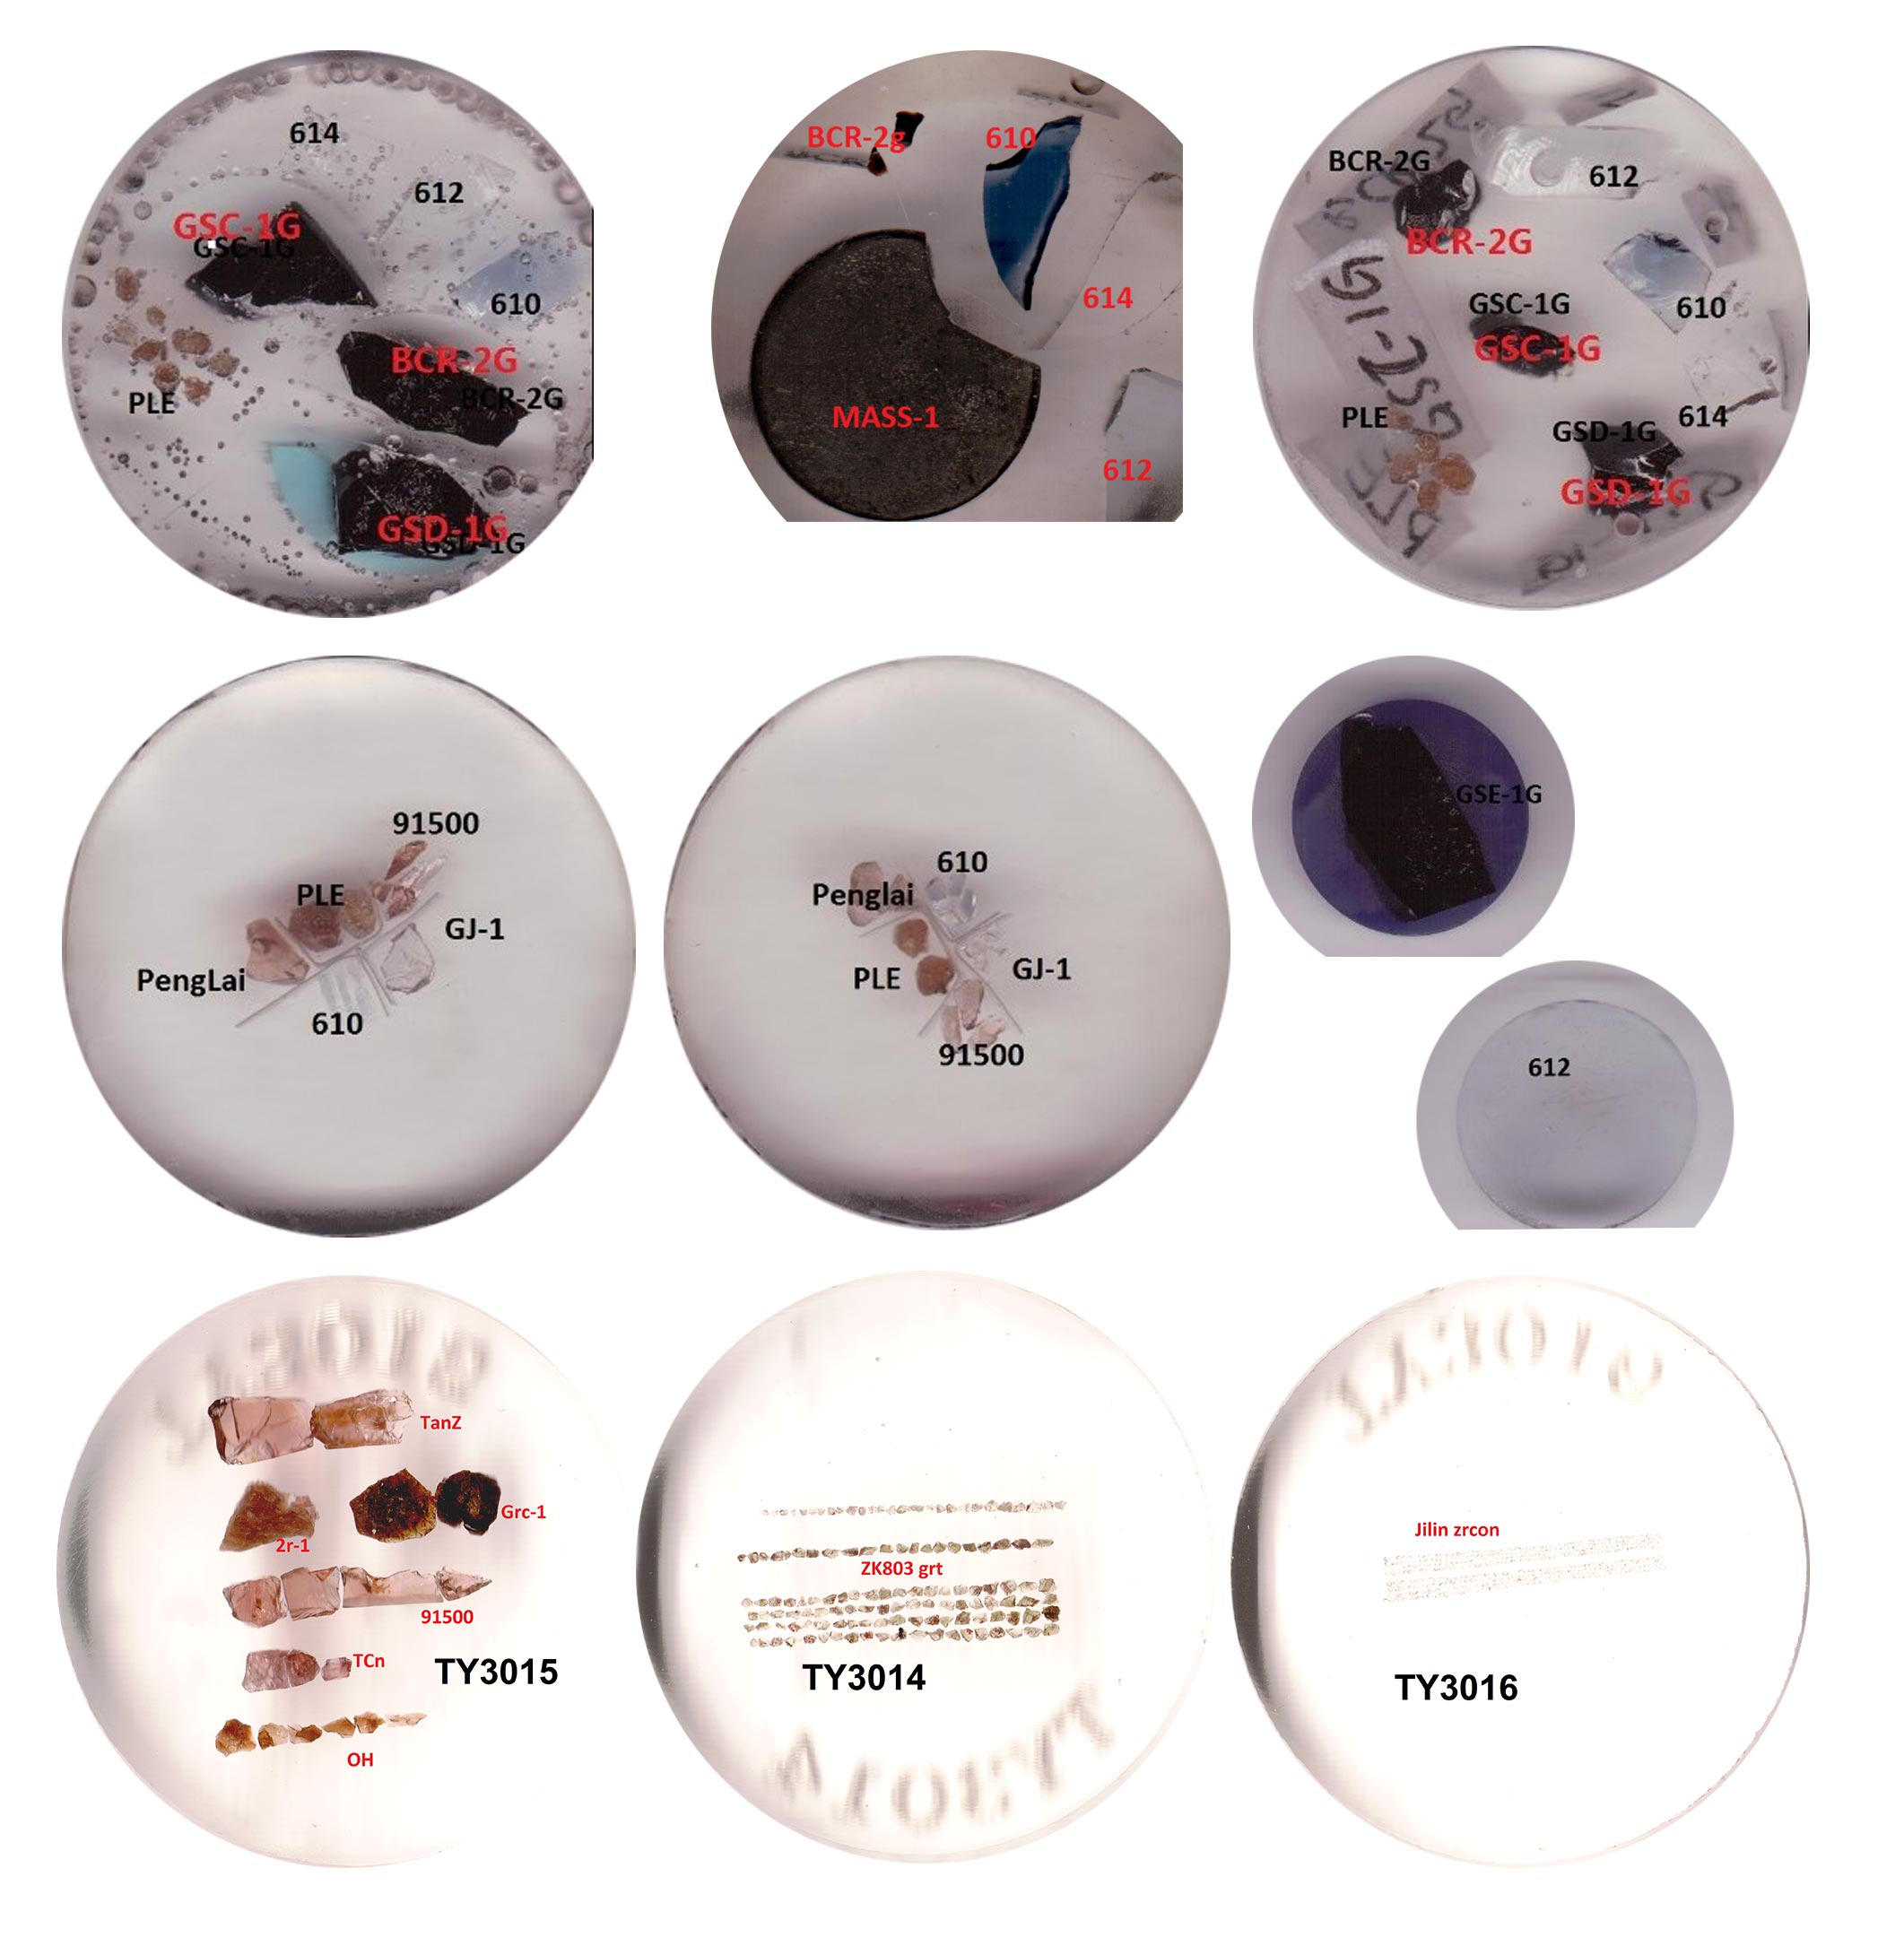 614
612
GSC-1G
GSC-1G
610
BCR-2G
BCR-2G
PLE
GSD-1G
GSD-1G
BCR-2g
610
614
MASS-1
612
BCR-2G
612
BCR-2G
GSC-1G
610
GSC-1G
PLE
614
GSD-1G
GSD-1G
GSE-1G
PLE
91500
PLE
GJ-1
PengLai
610
610
Penglai
GJ-1
PLE
91500
GSE-1G
612
TanZ
Grc-1
2r-1
91500
TCn
TY3015
OH
ZK803 grt
TY3014
Jilin zrcon
TY3016